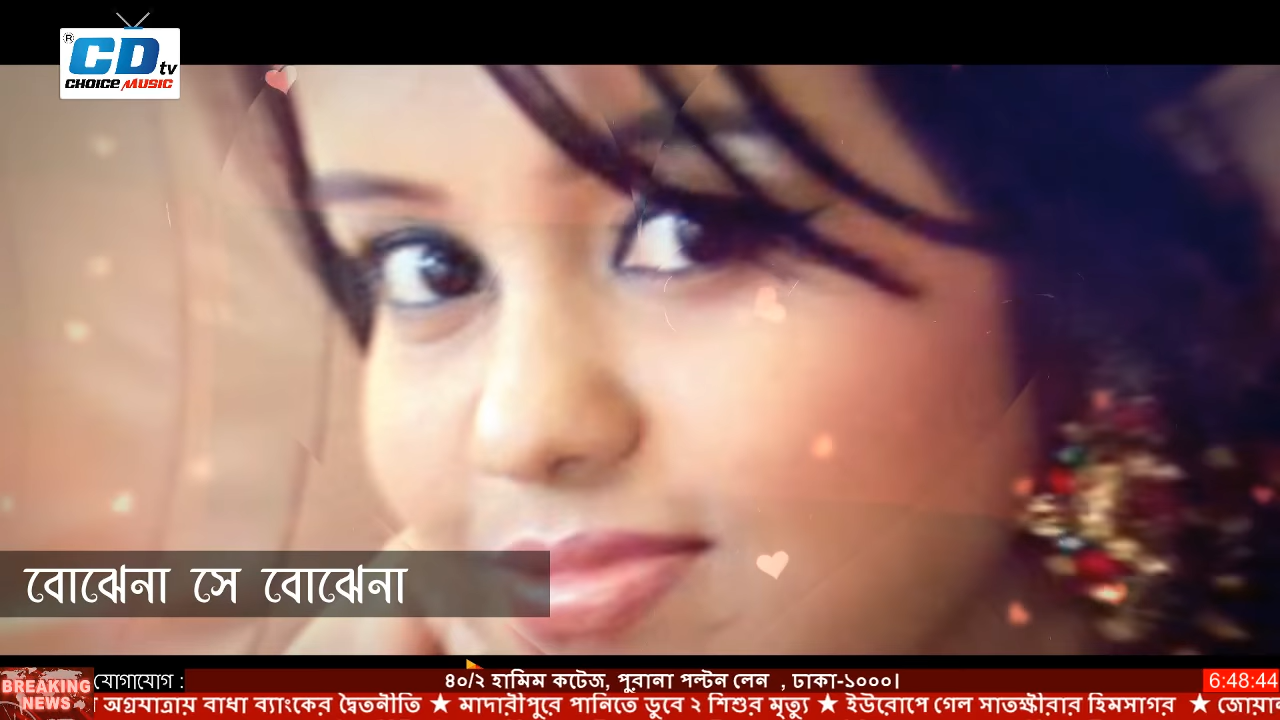 ® CD tv
CHOICE MUSIC
বোঝেনা সে বোঝেনা
যোগাযোগ : ৪০/২ হামিম কটেজ, পুরানা পল্টন লেন , ঢাকা-১০০০। 6:48:44
BREAKING
NEWS
অগ্রযাত্রায় বাধা ব্যাংকের দ্বৈতনীতি ★ মাদারীপুরে পানিতে ডুবে ২ শিশুর মৃত্যু ★ ইউরোপে গেল সাতক্ষীরার হিমসাগর ★ জোয়ান